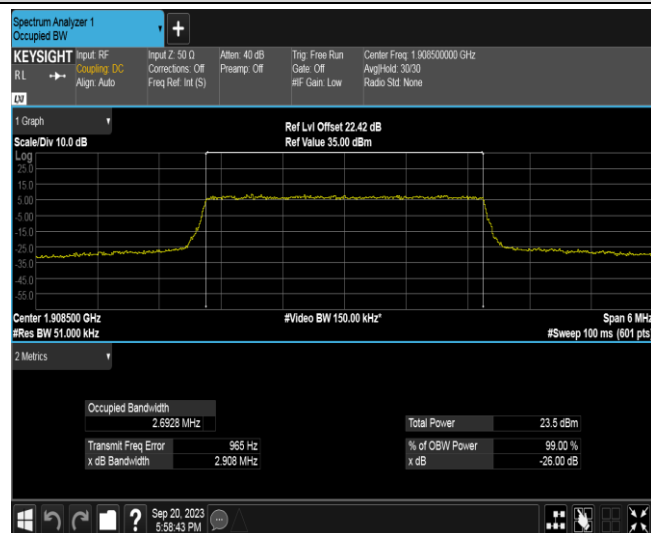 Spectrum Analyzer 1
Occupied BW
+
KEYSIGHT
RL
LXI
Input: RF
Coupling: DC
Align: Auto
Input Z: 50 Ω
Corrections: Off
Freq Ref: Int (S)
Atten: 40 dB
Preamp: Off
Trig: Free Run
Gate: Off
#IF Gain: Low
Center Freq: 1.908500000 GHz
Avg|Hold: 30/30
Radio Std: None
1 Graph
Scale/Div 10.0 dB
Ref Lvl Offset 22.42 dB
Ref Value 35.00 dBm
Log
25.0
15.0
5.00
-5.00
-15.0
-25.0
-35.0
-45.0
-55.0
Center 1.908500 GHz
#Res BW 51.000 kHz
#Video BW 150.00 kHz*
Span 6 MHz
#Sweep 100 ms (601 pts)
2 Metrics
Occupied Bandwidth
2.6928 MHz
Transmit Freq Error 965 Hz
x dB Bandwidth 2.908 MHz
Total Power 23.5 dBm
% of OBW Power 99.00 %
x dB -26.00 dB
?
Sep 20, 2023
5:58:43 PM